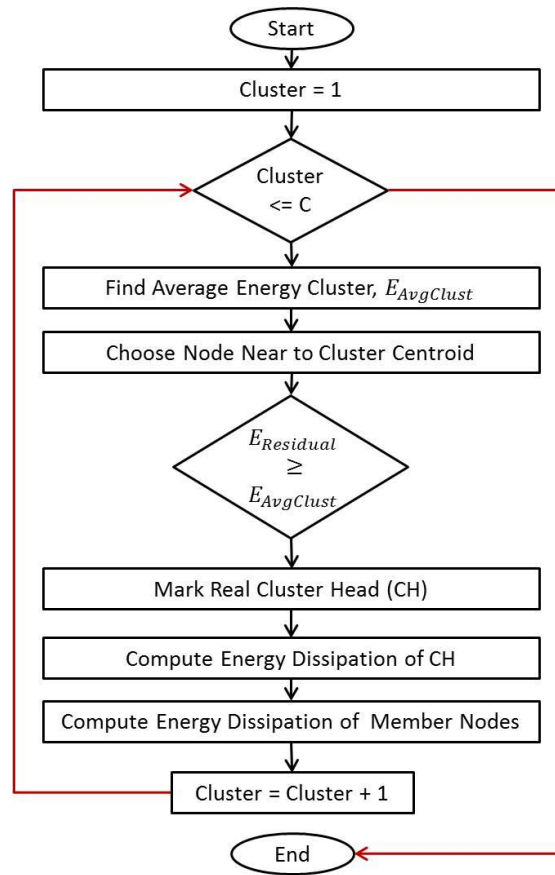 Start
Cluster = 1
Cluster
<= C
Find Average Energy Cluster, E_AvgClust
Choose Node Near to Cluster Centroid
E_Residual
≥
E_AvgClust
Mark Real Cluster Head (CH)
Compute Energy Dissipation of CH
Compute Energy Dissipation of Member Nodes
Cluster = Cluster + 1
End